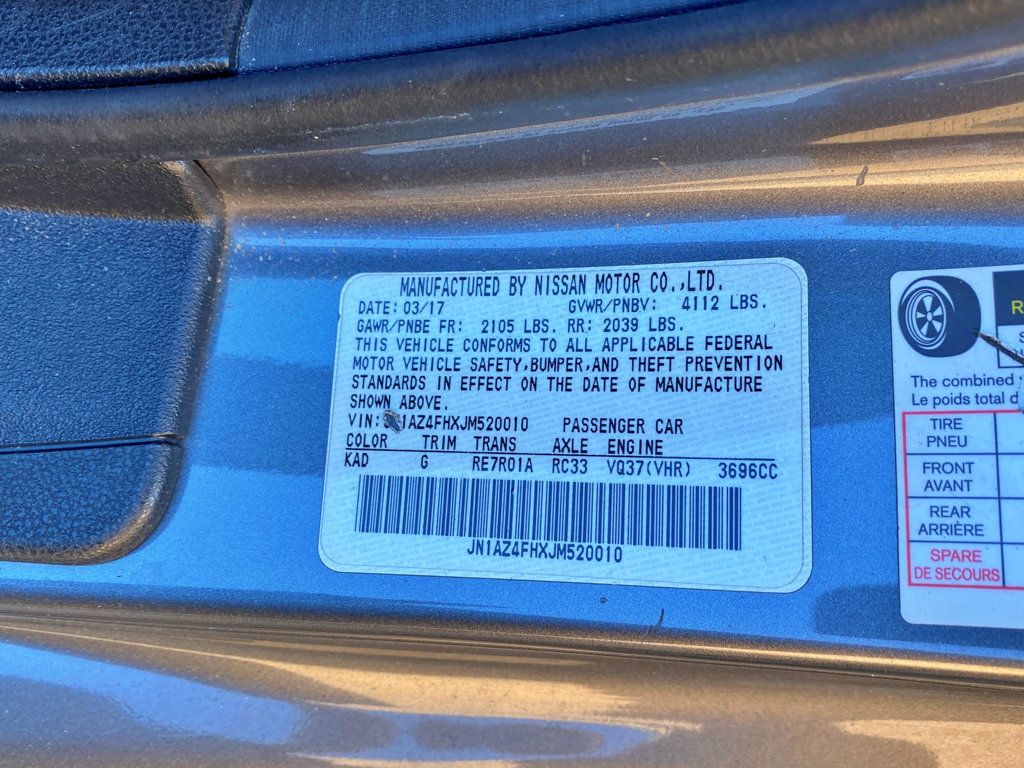 MANUFACTURED BY NISSAN MOTOR CO.,LTD.
DATE: 03/17 GVWR/PNBV: 4112 LBS.
GAWR/PNBE FR: 2105 LBS. RR: 2039 LBS.
THIS VEHICLE CONFORMS TO ALL APPLICABLE FEDERAL
MOTOR VEHICLE SAFETY,BUMPER,AND THEFT PREVENTION
STANDARDS IN EFFECT ON THE DATE OF MANUFACTURE
SHOWN ABOVE.
VIN: JN1AZ4FHXJM520010 PASSENGER CAR
COLOR TRIM TRANS AXLE ENGINE
KAD G RE7R01A RC33 VQ37(VHR) 3696CC
JN1AZ4FHXJM520010
The combined
Le poids total
TIRE
PNEU
FRONT
AVANT
REAR
ARRIÈRE
SPARE
DE SECOURS